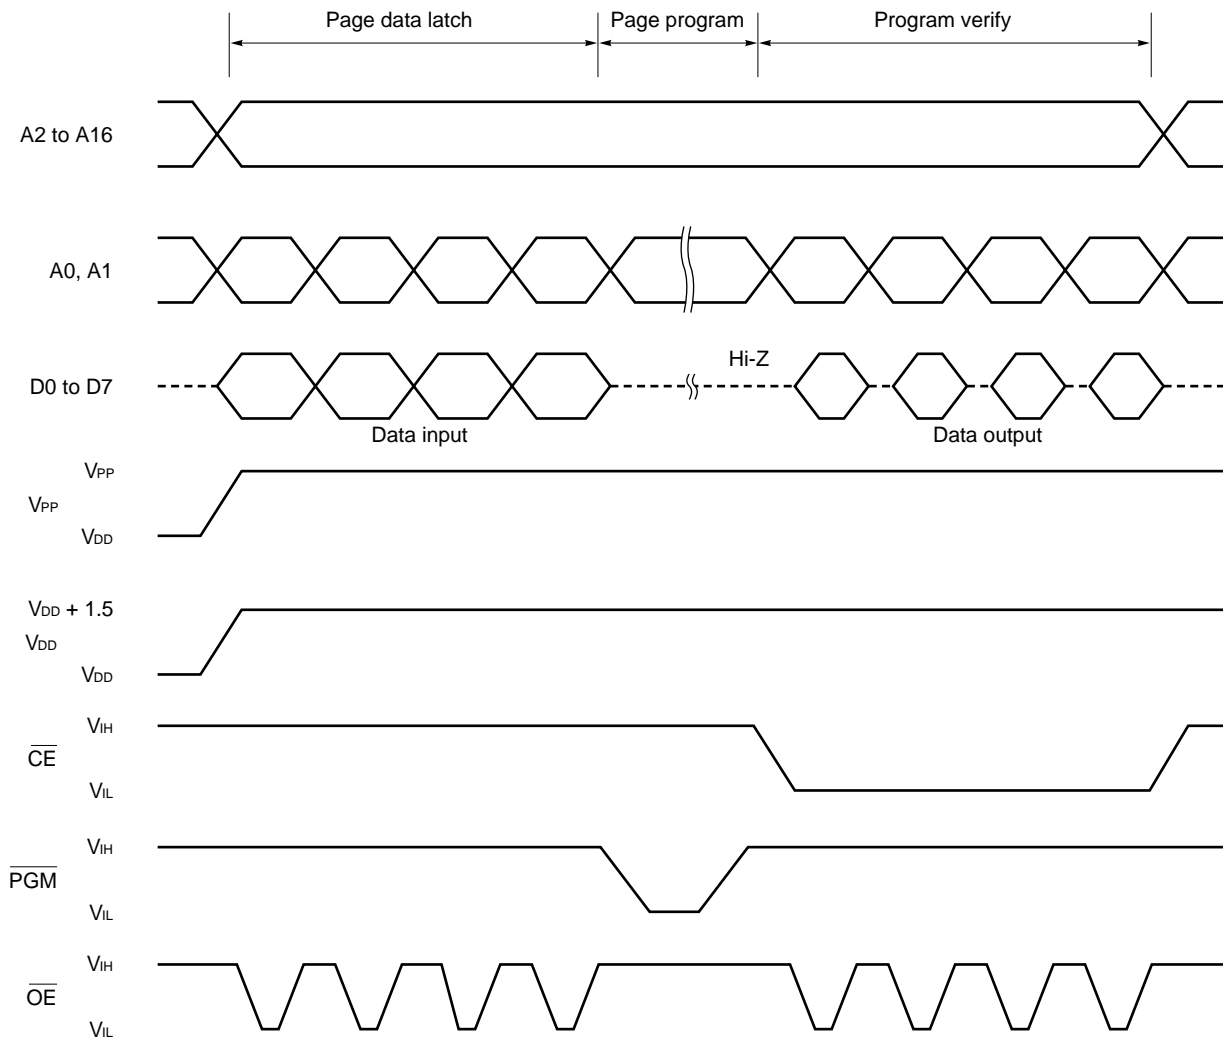 Page data latch Page program Program verify
A2 to A16
A0, A1
Hi-Z
D0 to D7
Data input Data output
VPP
VPP
VDD
VDD + 1.5
VDD
VDD
VIH
CE
VIL
VIH
PGM
VIL
VIH
OE
VIL